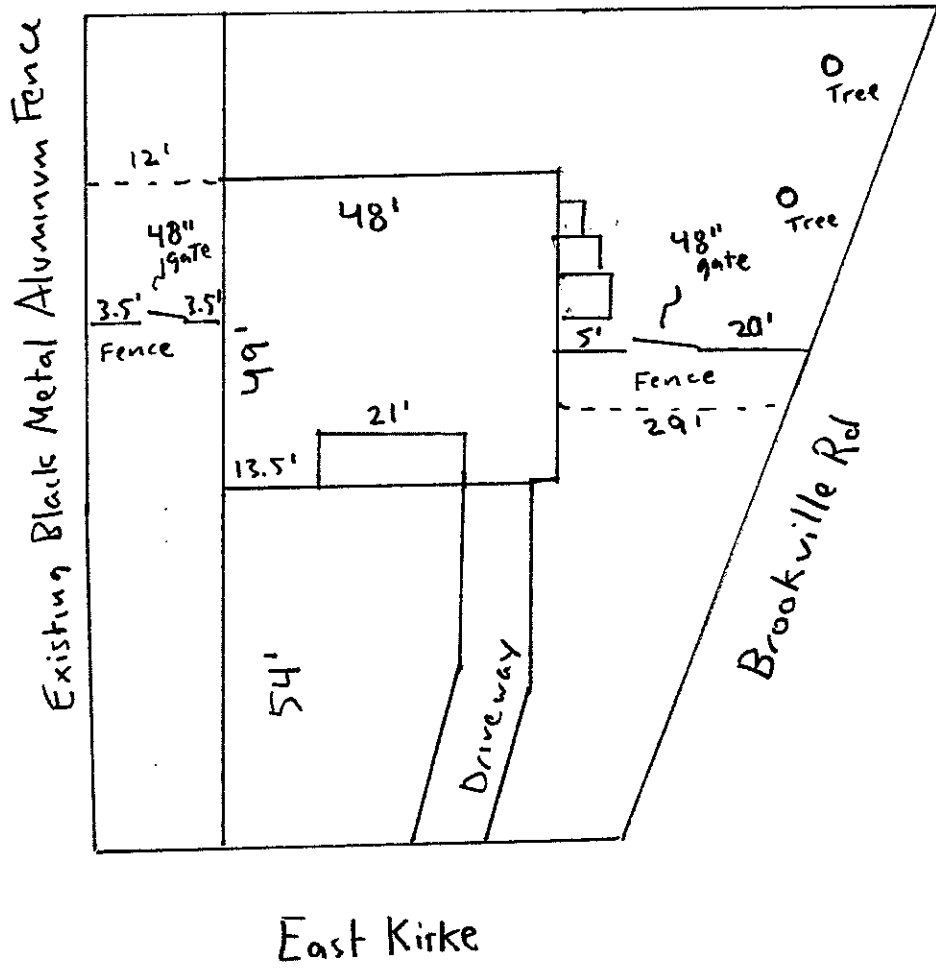 Existing Black Metal Aluminum Fence
Tree
12'
48'
Tree
48"
gate
48"
gate
3.5' 3.5'
Fence
49'
5' 20'
Fence
21'
29'
13.5'
54'
Driveway
Brookville Rd
East Kirke